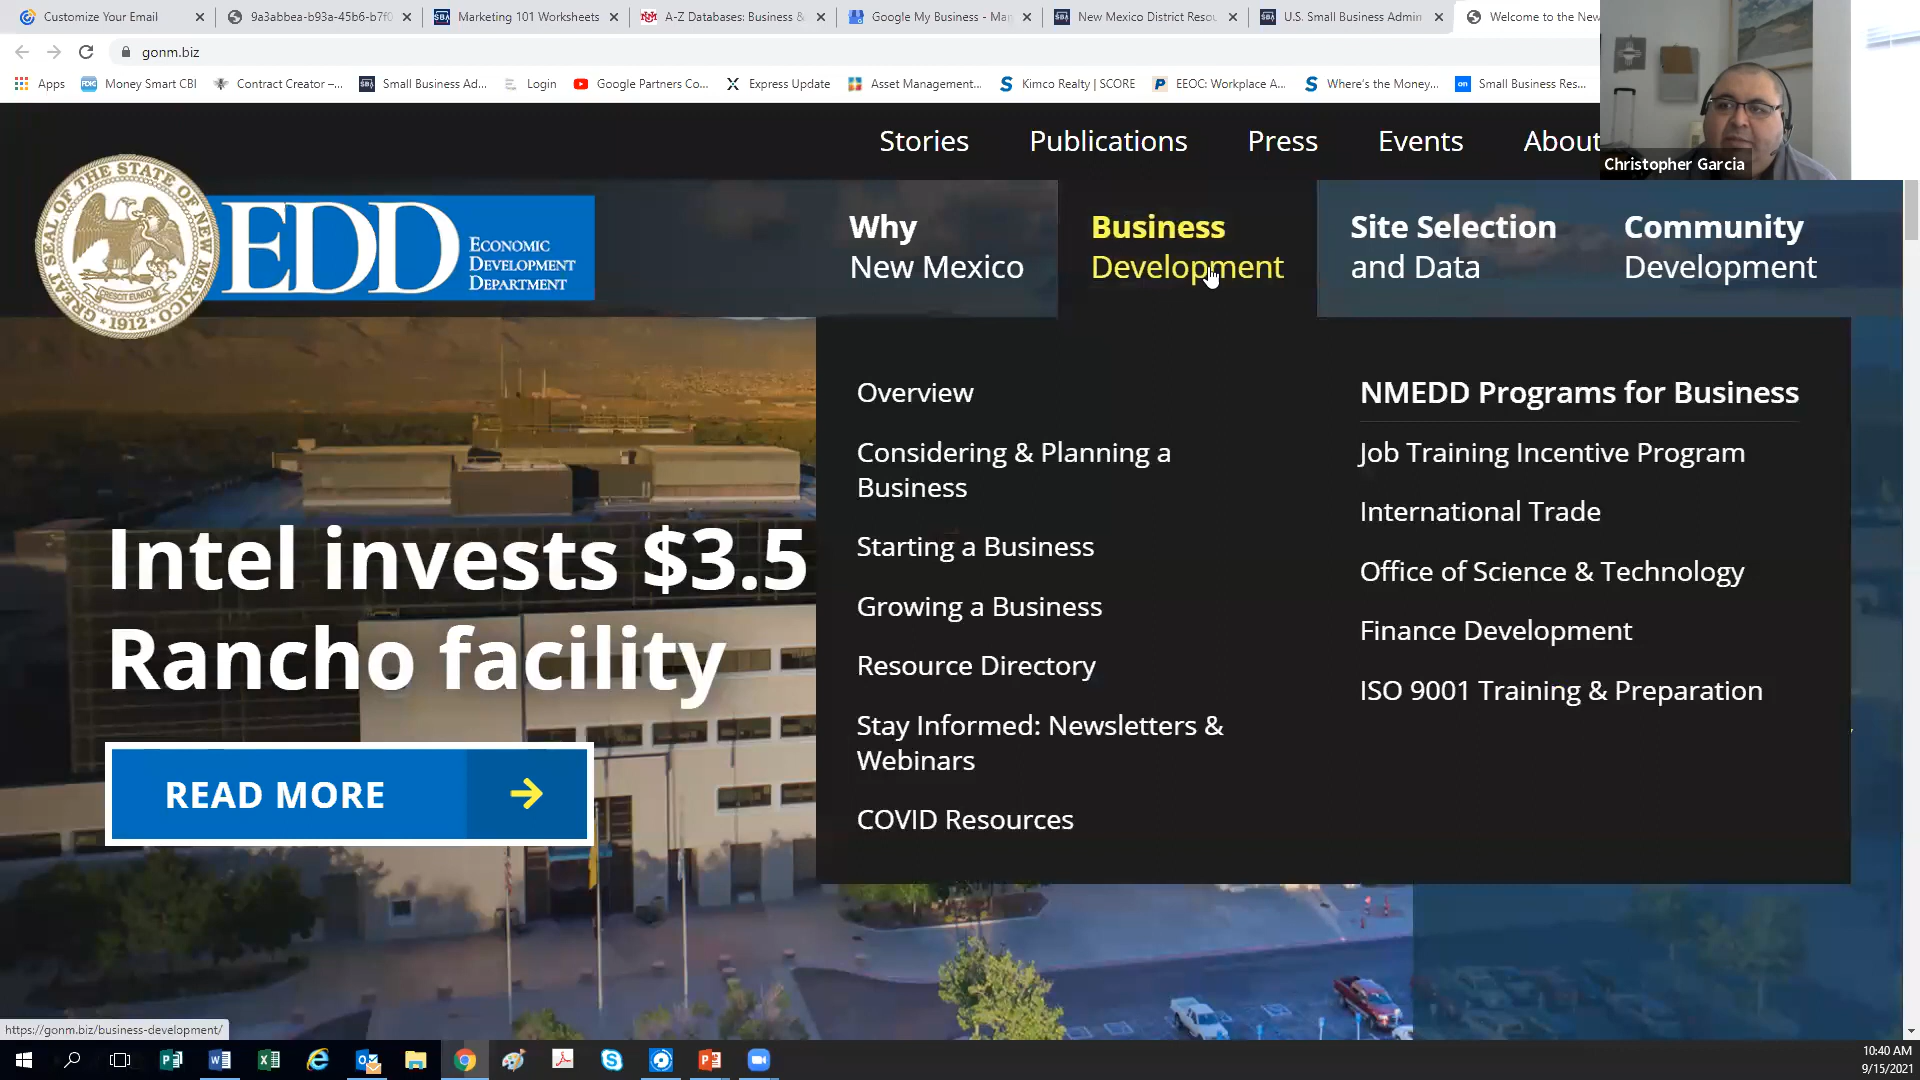 Customize Your Email
9a3abbea-b93a-45b6-b7f0
Marketing 101 Worksheets
A-Z Databases: Business &
Google My Business - Man
New Mexico District Resou
U.S. Small Business Admin
Welcome to the New
gonm.biz
Apps
Money Smart CBI
Contract Creator –...
Small Business Ad...
Login
Google Partners Co...
Express Update
Asset Management...
Kimco Realty | SCORE
EEOC: Workplace A...
Where's the Money...
Small Business Res...
Christopher Garcia
Stories
Publications
Press
Events
About
GREAT SEAL OF THE STATE OF NEW MEXICO
CRESCIT EUNDO
• 1912 •
EDD
ECONOMIC
DEVELOPMENT
DEPARTMENT
Why
New Mexico
Business
Development
Site Selection
and Data
Community
Development
Overview
Considering & Planning a
Business
Starting a Business
Growing a Business
Resource Directory
Stay Informed: Newsletters &
Webinars
COVID Resources
NMEDD Programs for Business
Job Training Incentive Program
International Trade
Office of Science & Technology
Finance Development
ISO 9001 Training & Preparation
Intel invests $3.5
Rancho facility
READ MORE
https://gonm.biz/business-development/
10:40 AM
9/15/2021